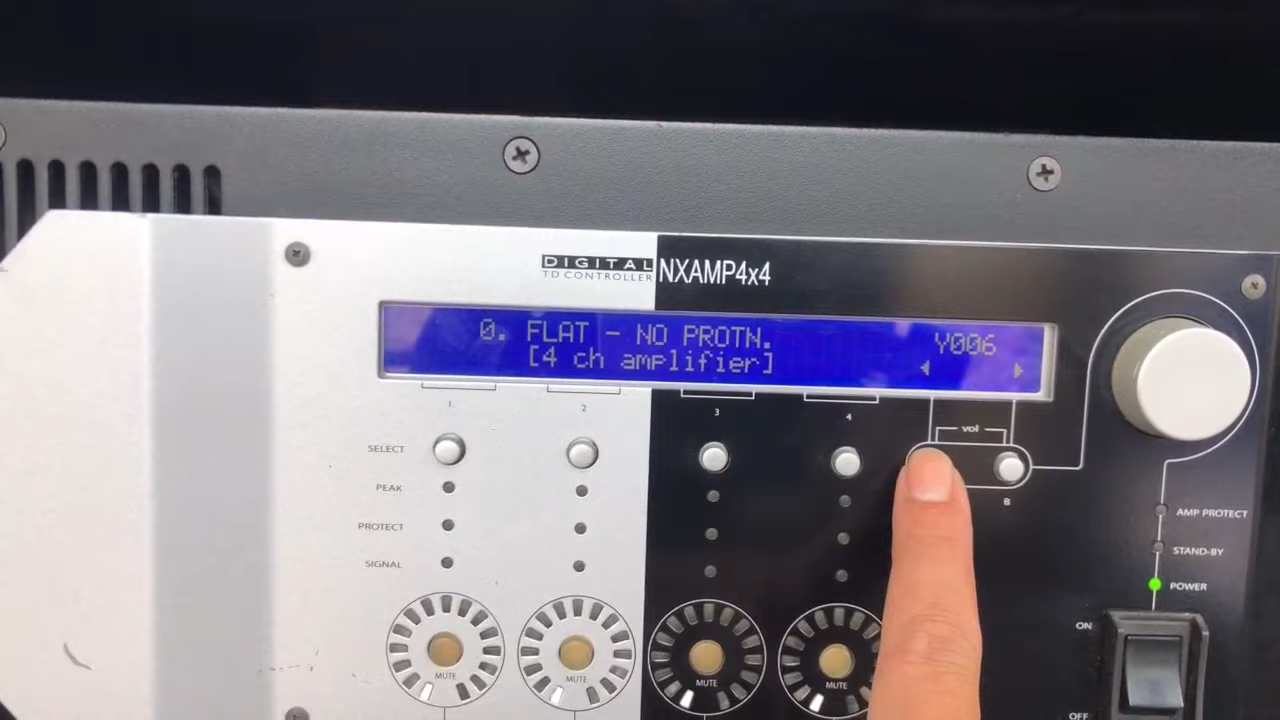 DIGITAL NXAMP4x4
TD CONTROLLER
0. FLAT - NO PROTN. Y006
[4 ch amplifier]
1 2 3 4 vol
SELECT
B
PEAK
AMP PROTECT
PROTECT
STAND-BY
SIGNAL
POWER
ON
MUTE MUTE MUTE MUTE
OFF